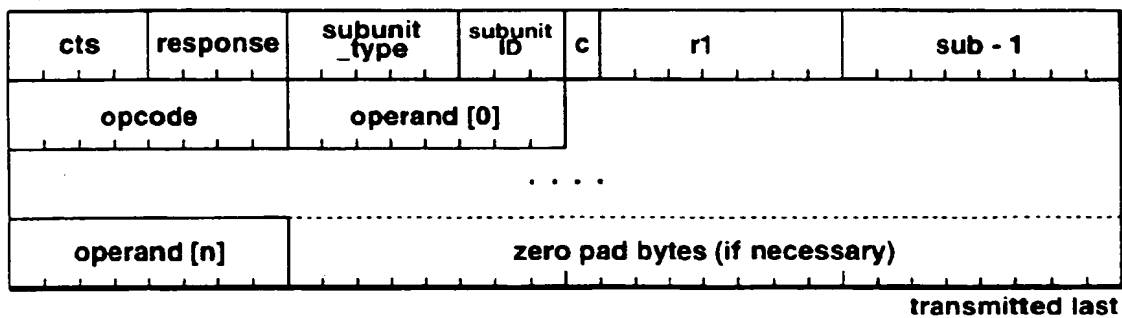 cts response subunit _type subunit ID c r1 sub - 1
opcode operand [0]
. . . .
operand [n] zero pad bytes (if necessary)
transmitted last